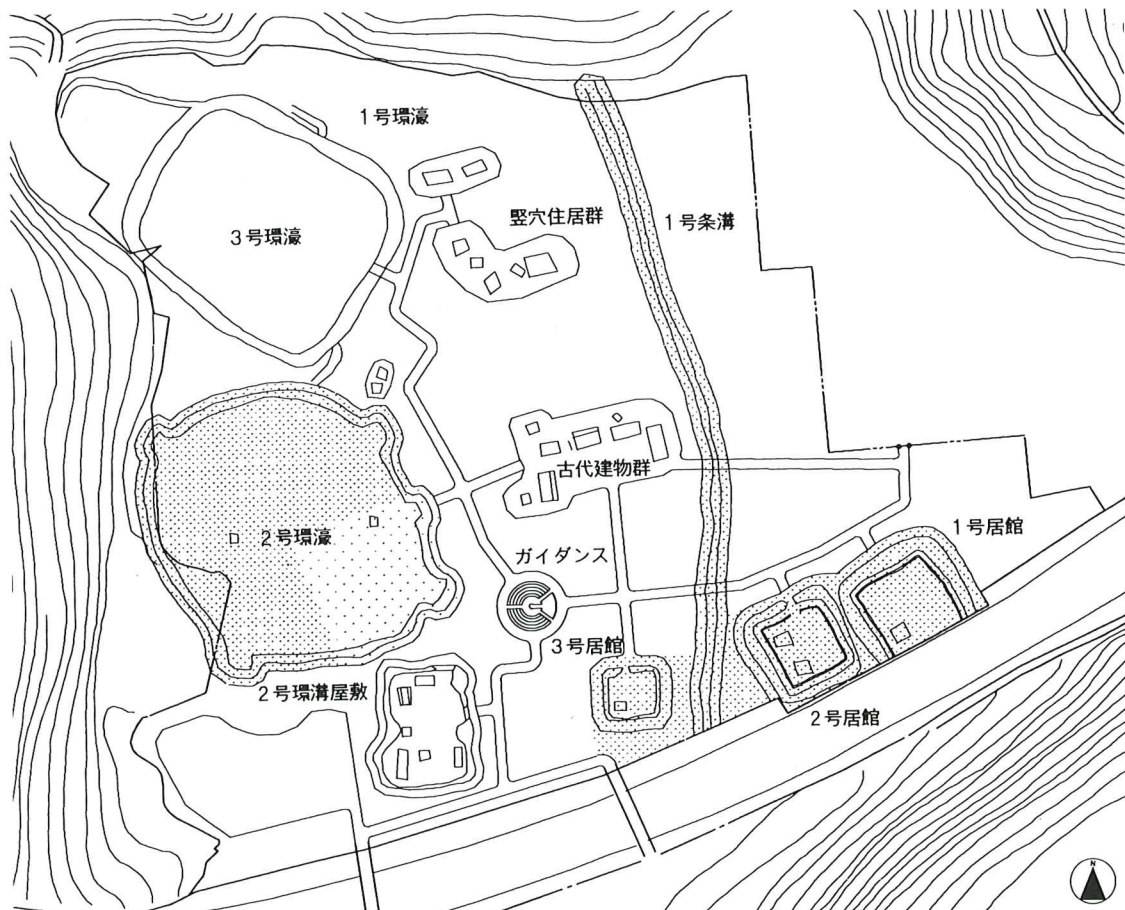 1号環濠
竪穴住居群
1号条溝
3号環濠
古代建物群
2号環濠
1号居館
ガイダンス
3号居館
2号環溝屋敷
2号居館
N